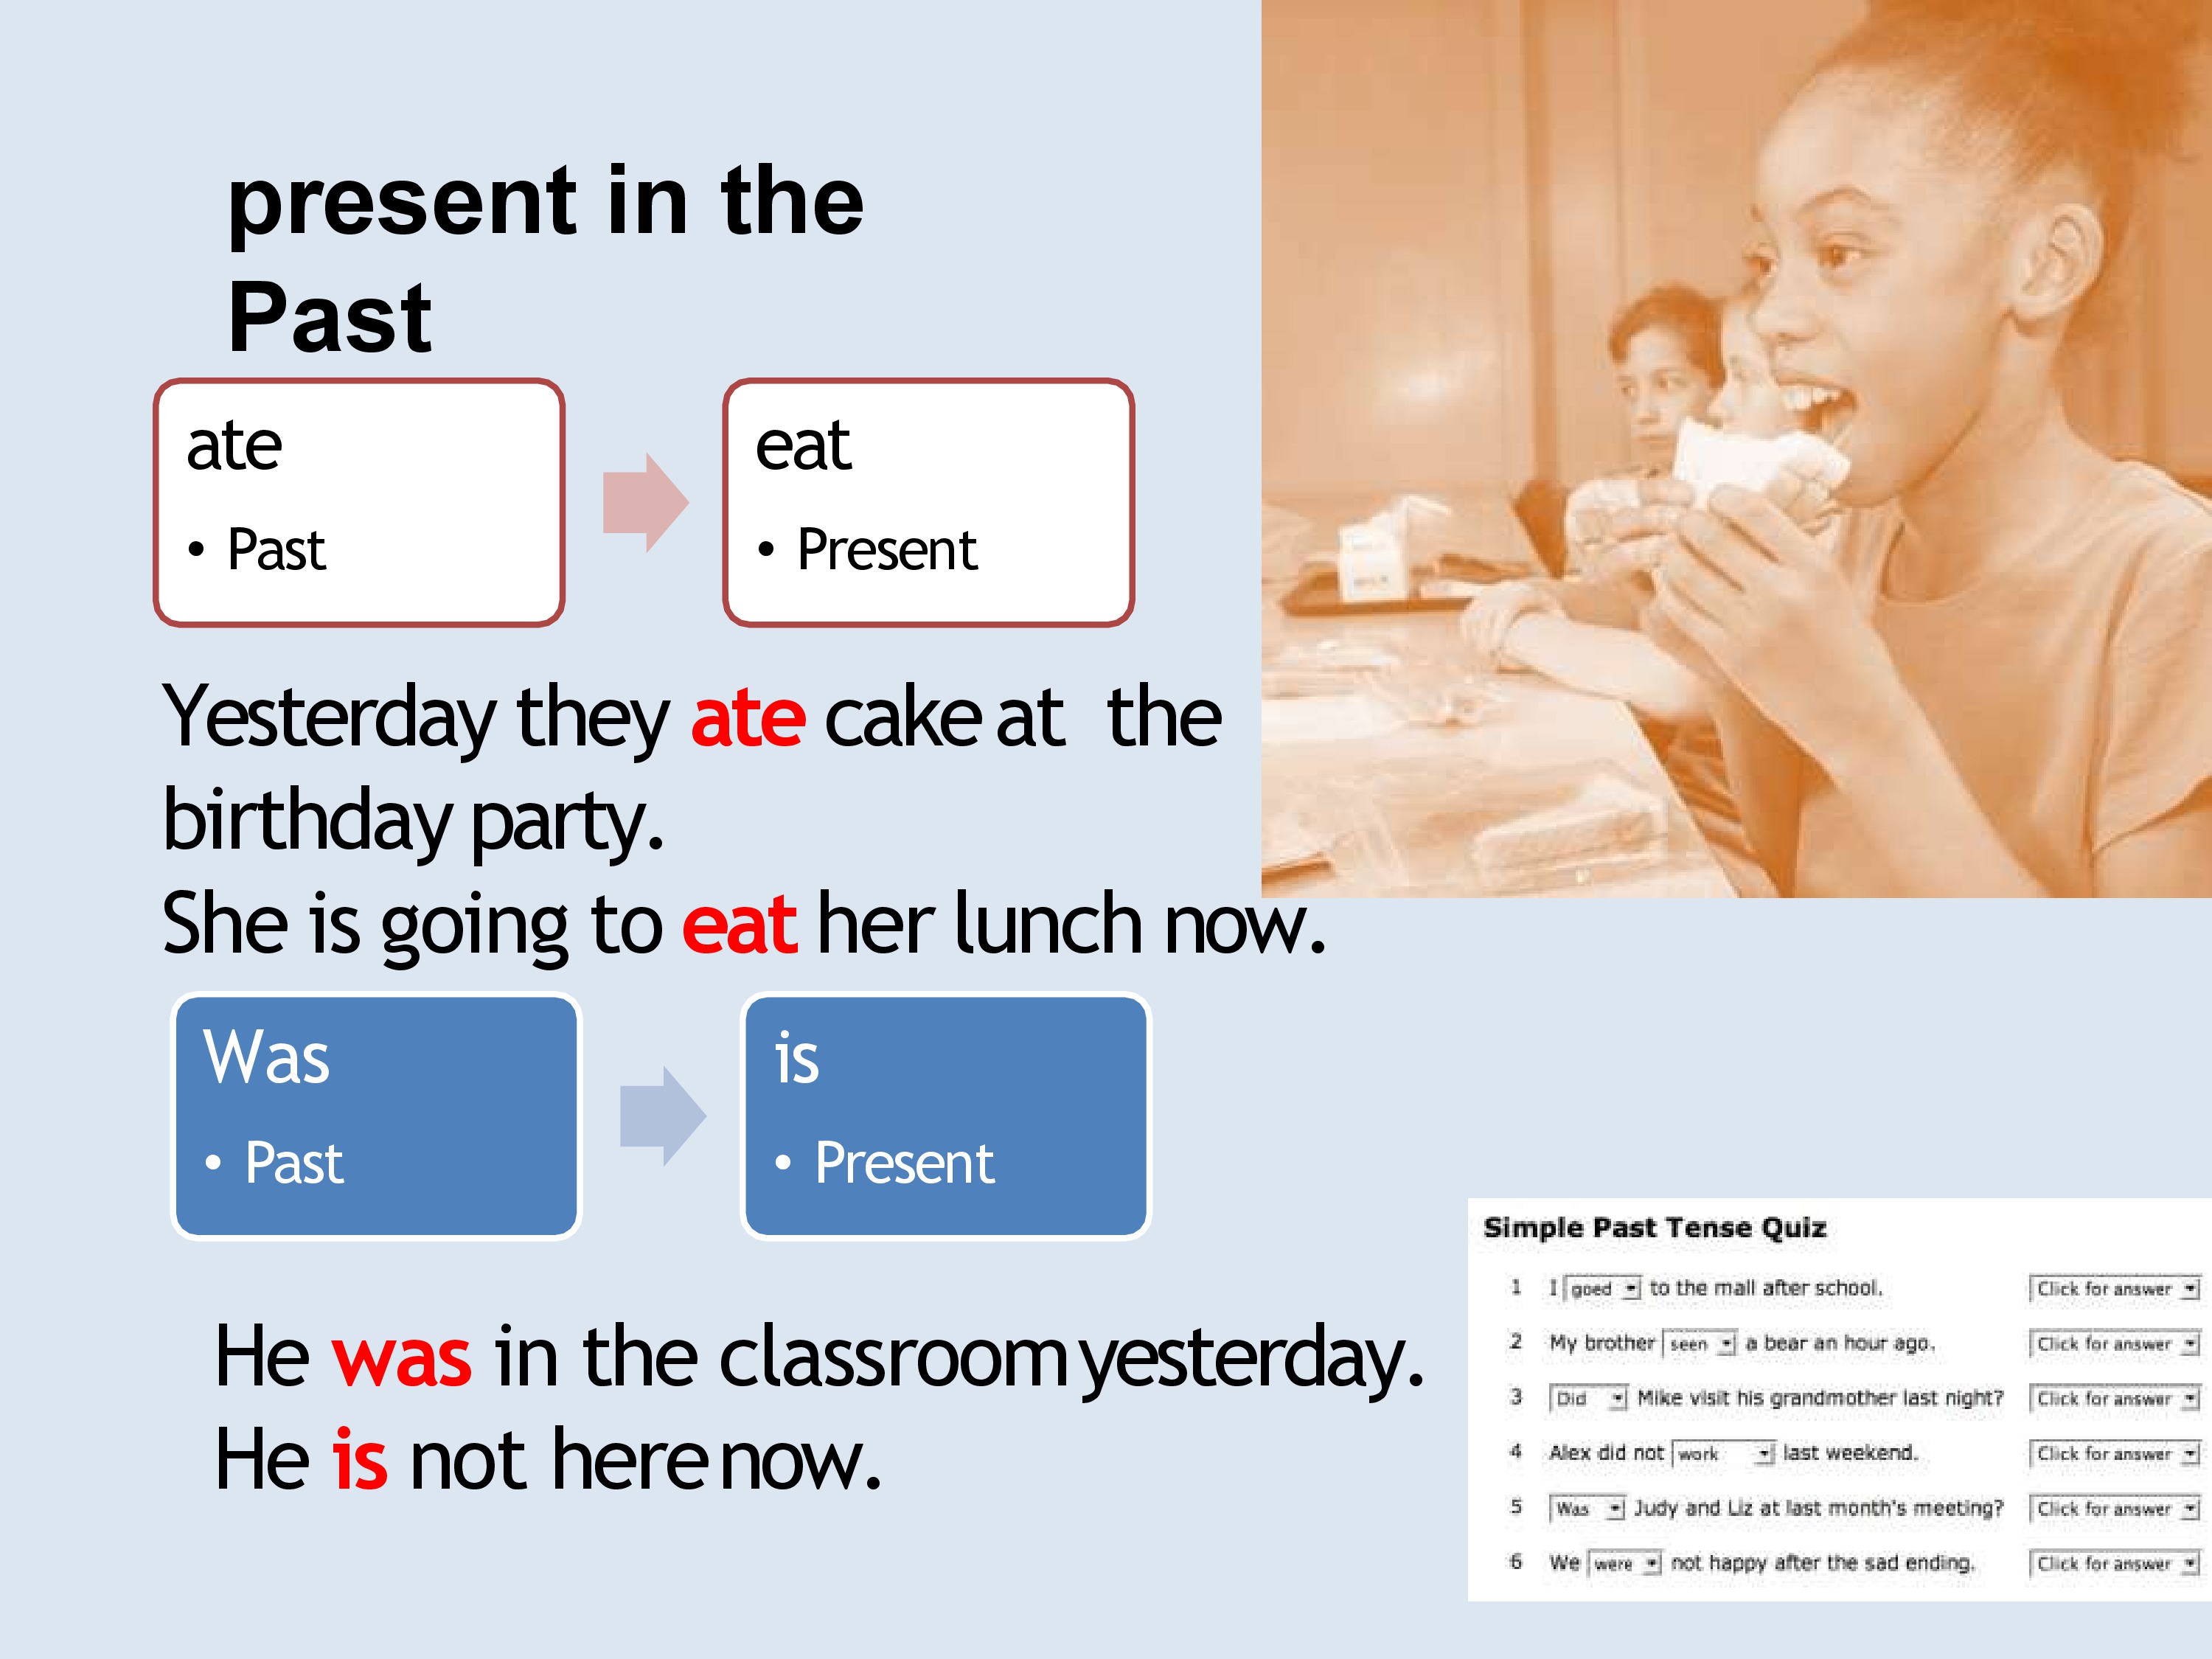 present in the
Past
ate
• Past
eat
• Present
Yesterday they ate cake at the
birthday party.
She is going to eat her lunch now.
Was
• Past
is
• Present
He was in the classroom yesterday.
He is not here now.
Simple Past Tense Quiz
1 I goed to the mall after school. Click for answer
2 My brother seen a bear an hour ago. Click for answer
3 Did Mike visit his grandmother last night? Click for answer
4 Alex did not work last weekend. Click for answer
5 Was Judy and Liz at last month's meeting? Click for answer
6 We were not happy after the sad ending. Click for answer